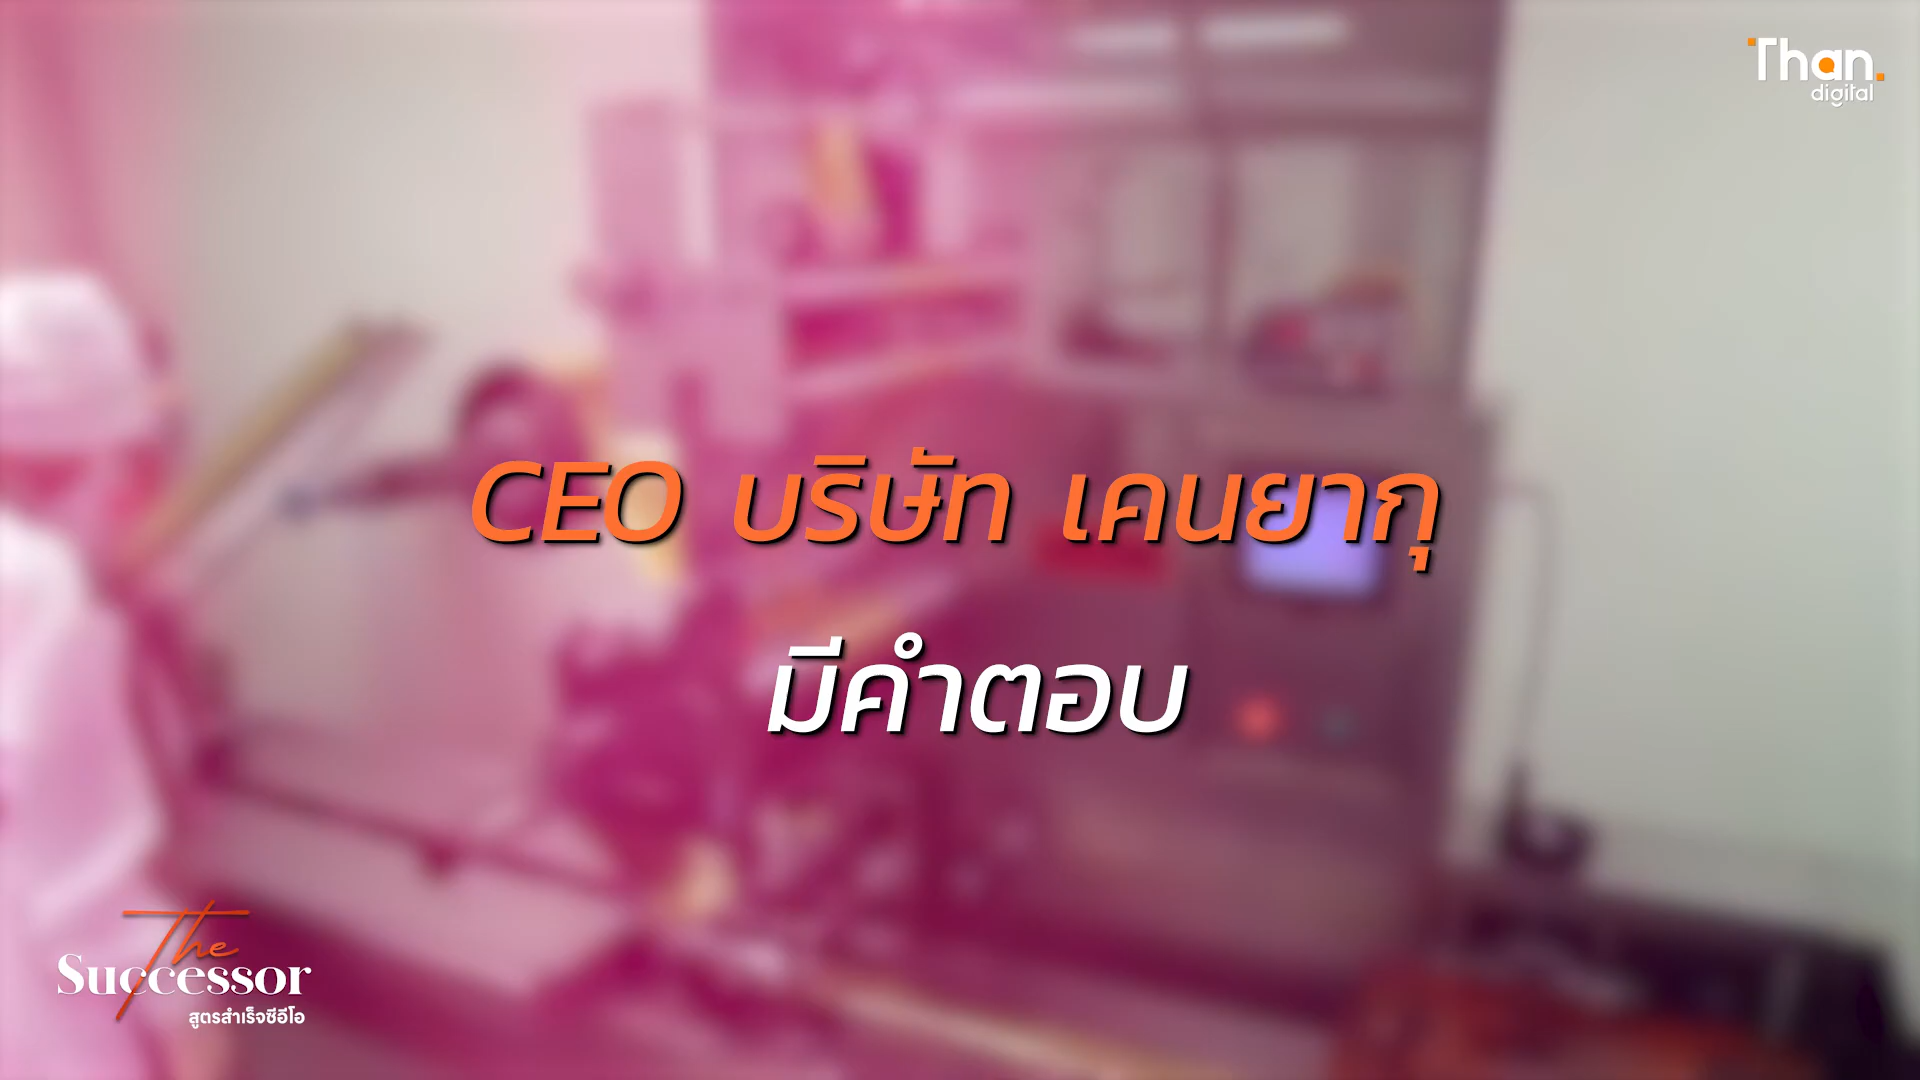 Than.
digital
CEO บริษัท เคนยากุ
มีคำตอบ
The
Successor
สูตรสำเร็จซีอีโอ